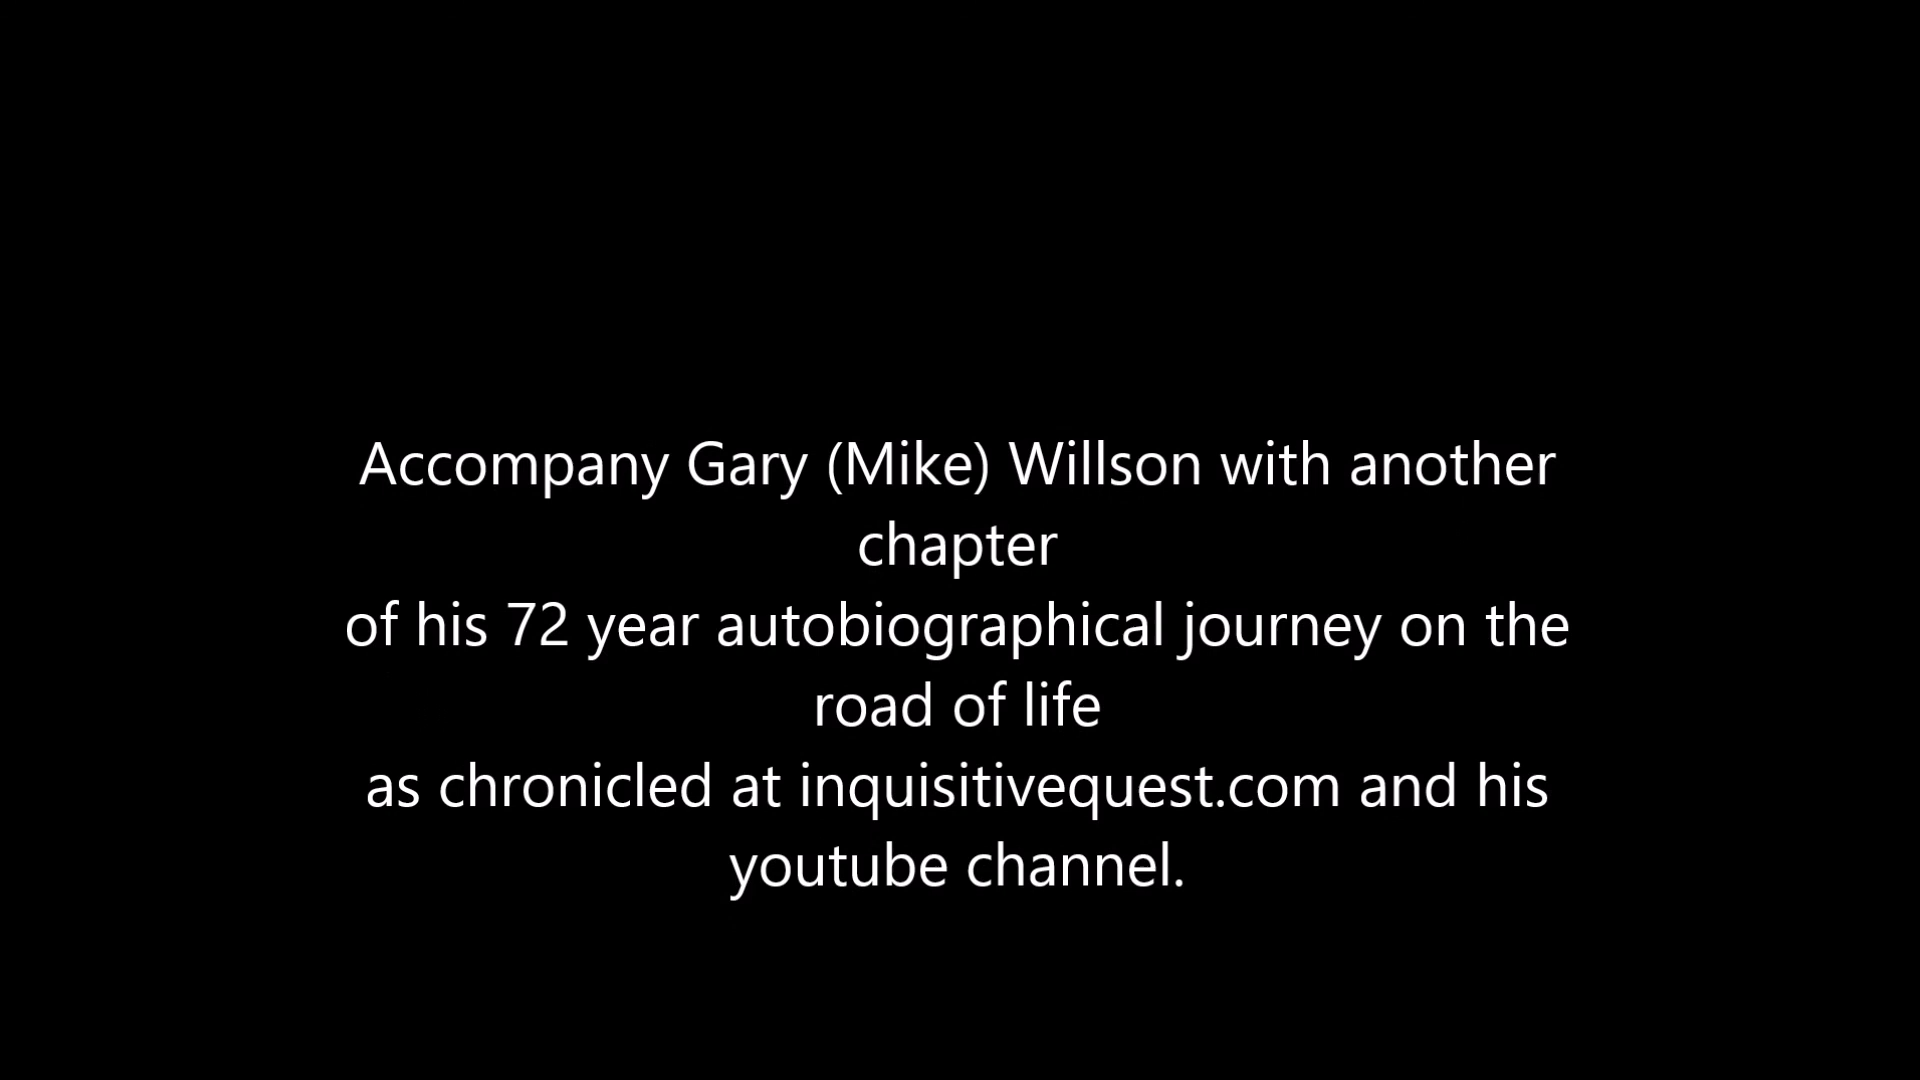 Accompany Gary (Mike) Willson with another
chapter
of his 72 year autobiographical journey on the
road of life
as chronicled at inquisitivequest.com and his
youtube channel.